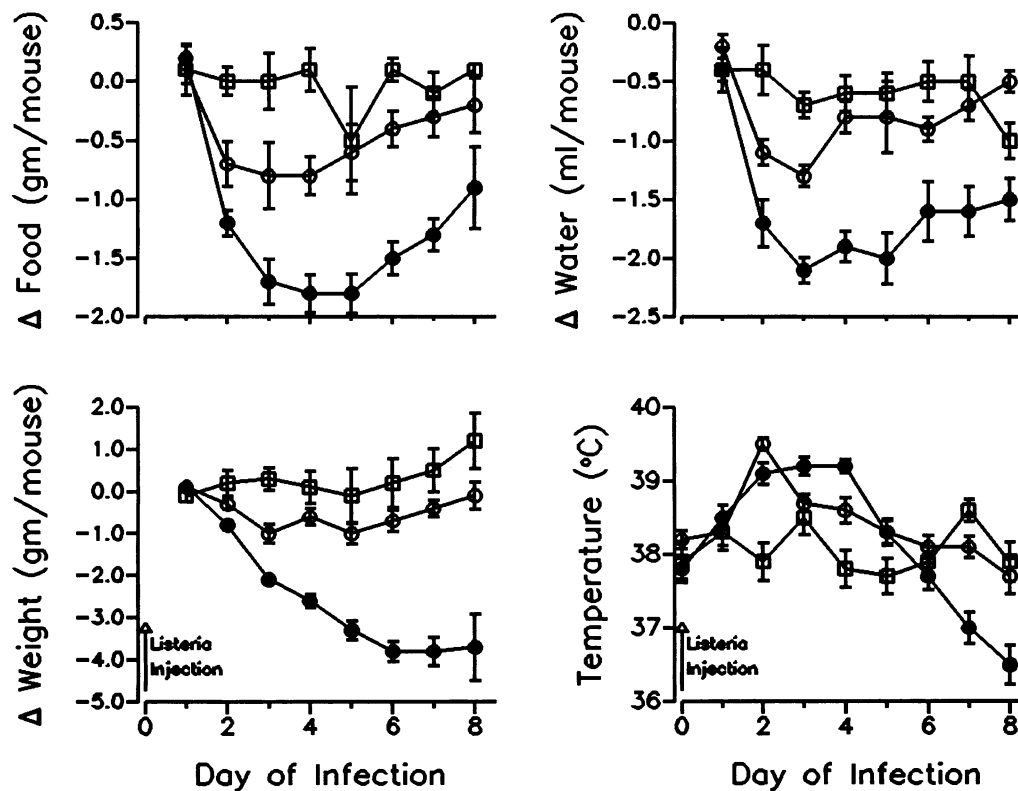 Δ Food (gm/mouse)
0.5
0.0
−0.5
−1.0
−1.5
−2.0
Δ Water (ml/mouse)
0.0
−0.5
−1.0
−1.5
−2.0
−2.5
Δ Weight (gm/mouse)
2.0
1.0
0.0
−1.0
−2.0
−3.0
−4.0
−5.0
Listeria
Injection
0 2 4 6 8
Day of Infection
Temperature (°C)
40
39
38
37
36
Listeria
Injection
0 2 4 6 8
Day of Infection